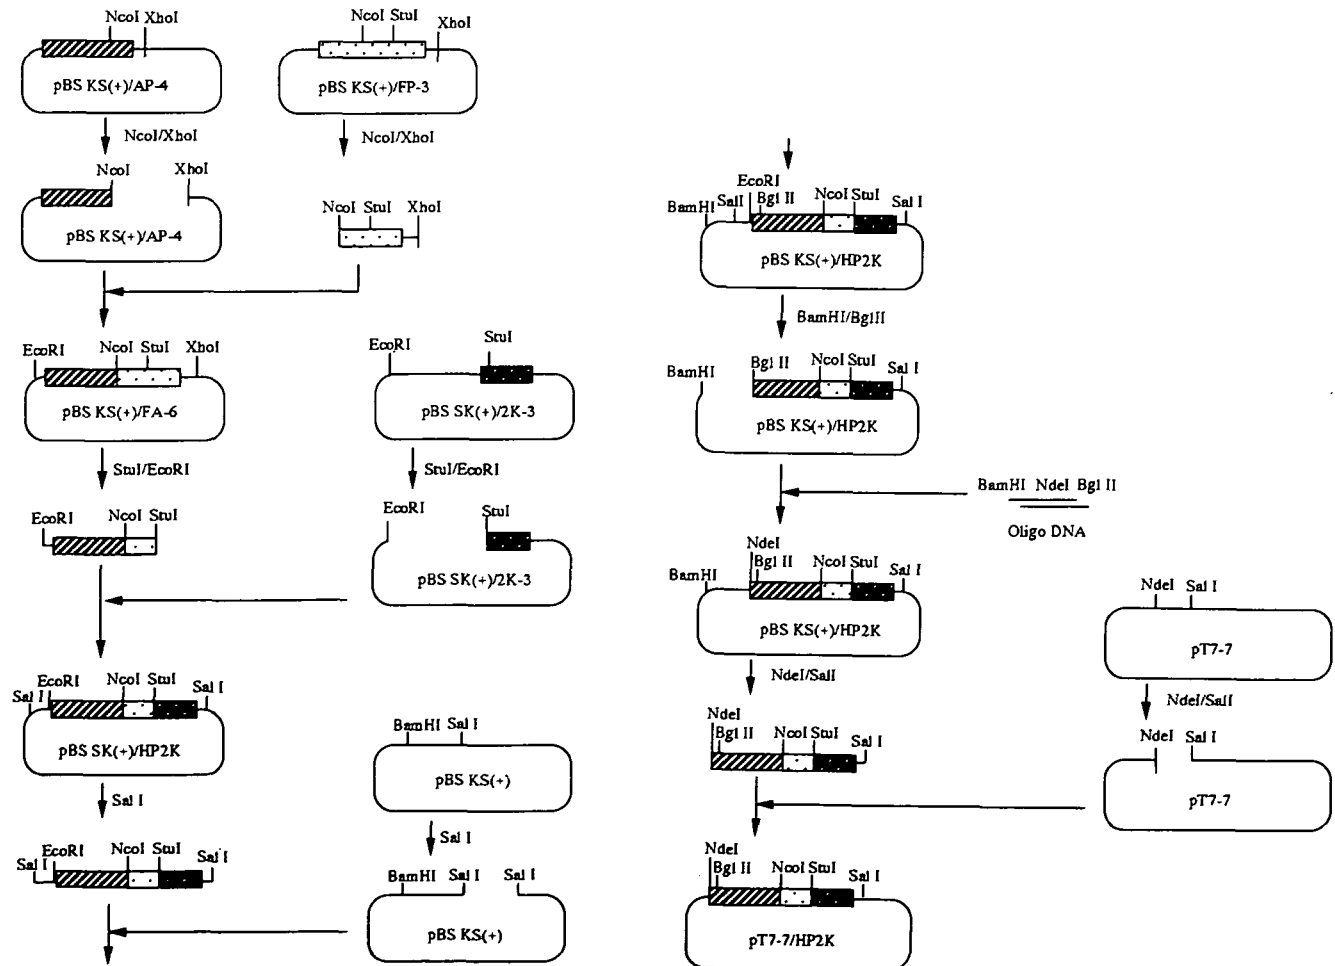 NcoI XhoI
pBS KS(+)/AP-4
NcoI/XhoI
NcoI XhoI
pBS KS(+)/AP-4
NcoI StuI XhoI
pBS KS(+)/FP-3
NcoI/XhoI
NcoI StuI XhoI
EcoRI NcoI StuI XhoI
pBS KS(+)/FA-6
StuI/EcoRI
EcoRI NcoI StuI
EcoRI StuI
pBS SK(+)/2K-3
StuI/EcoRI
EcoRI StuI
pBS SK(+)/2K-3
Sal I EcoRI NcoI StuI Sal I
pBS SK(+)/HP2K
Sal I
Sal I EcoRI NcoI StuI Sal I
BamHI Sal I
pBS KS(+)
Sal I
BamHI Sal I Sal I
pBS KS(+)
BamHI SalI EcoRI Bgl II NcoI StuI Sal I
pBS KS(+)/HP2K
BamHI/BglII
BamHI Bgl II NcoI StuI Sal I
pBS KS(+)/HP2K
BamHI NdeI Bgl II
Oligo DNA
BamHI NdeI Bgl II NcoI StuI Sal I
pBS KS(+)/HP2K
NdeI/SalI
NdeI Bgl II NcoI StuI Sal I
NdeI Sal I
pT7-7
NdeI/SalI
NdeI Sal I
pT7-7
NdeI Bgl II NcoI StuI Sal I
pT7-7/HP2K